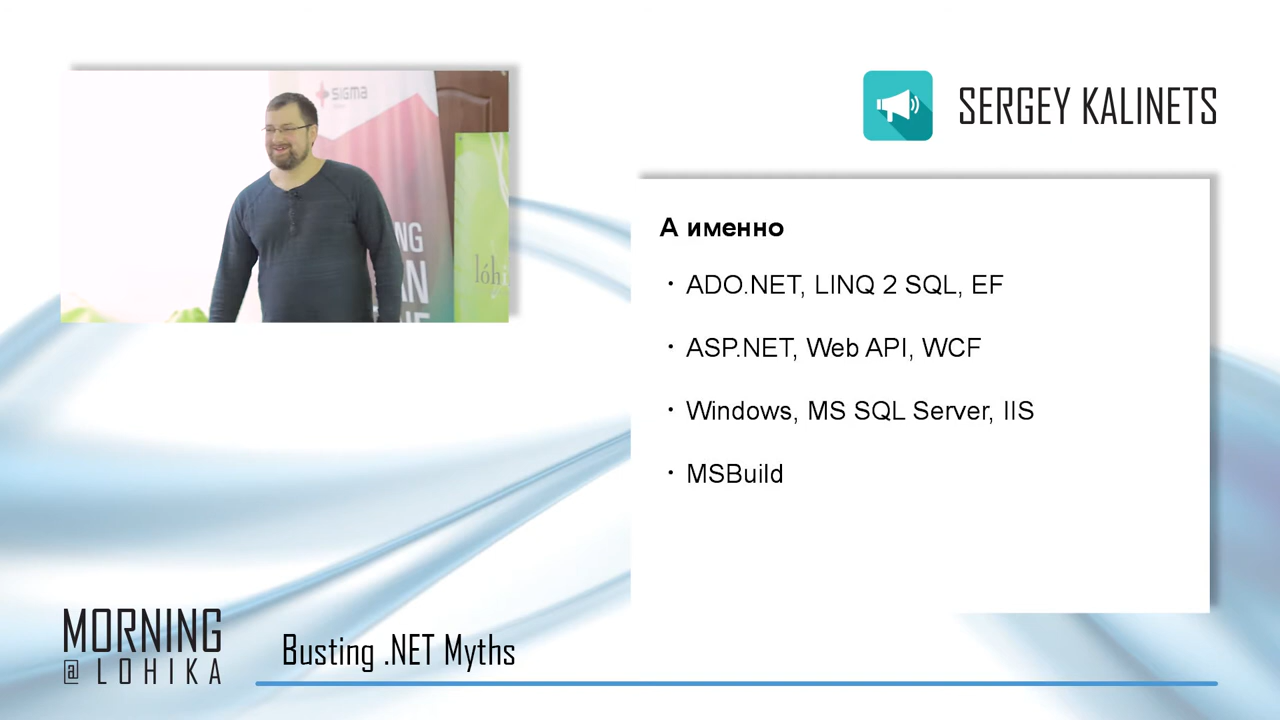 SIGMA
SERGEY KALINETS
А именно
• ADO.NET, LINQ 2 SQL, EF
• ASP.NET, Web API, WCF
• Windows, MS SQL Server, IIS
• MSBuild
MORNING
@ LOHIKA
Busting .NET Myths